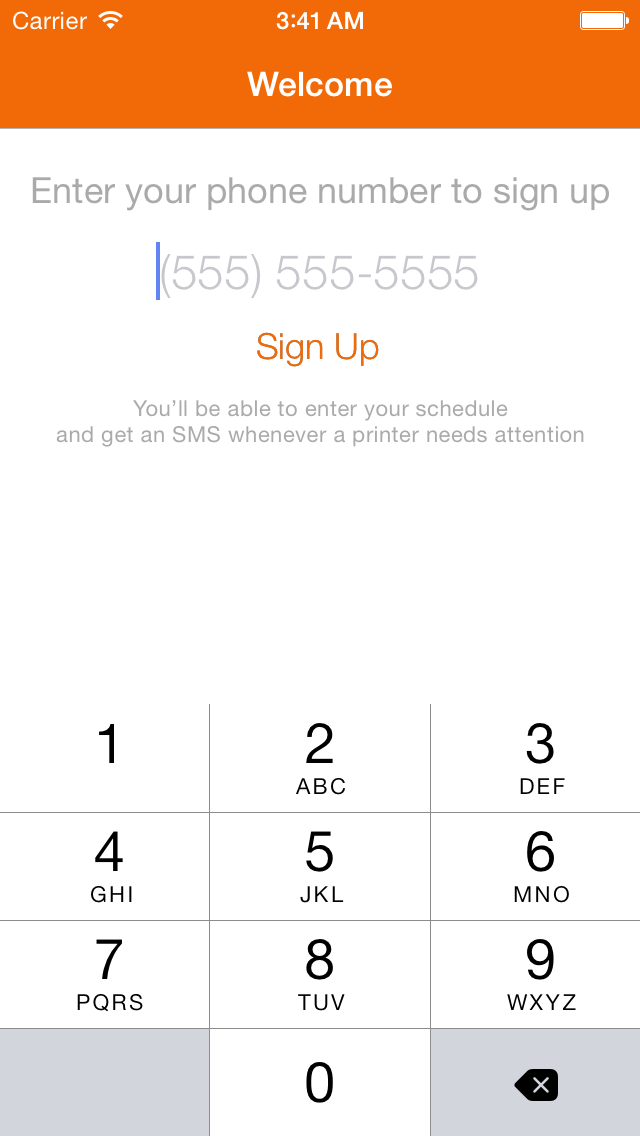 Carrier 3:41 AM
Welcome
Enter your phone number to sign up
(555) 555-5555
Sign Up
You’ll be able to enter your schedule
and get an SMS whenever a printer needs attention
1 2 3
ABC DEF
4 5 6
GHI JKL MNO
7 8 9
PQRS TUV WXYZ
0